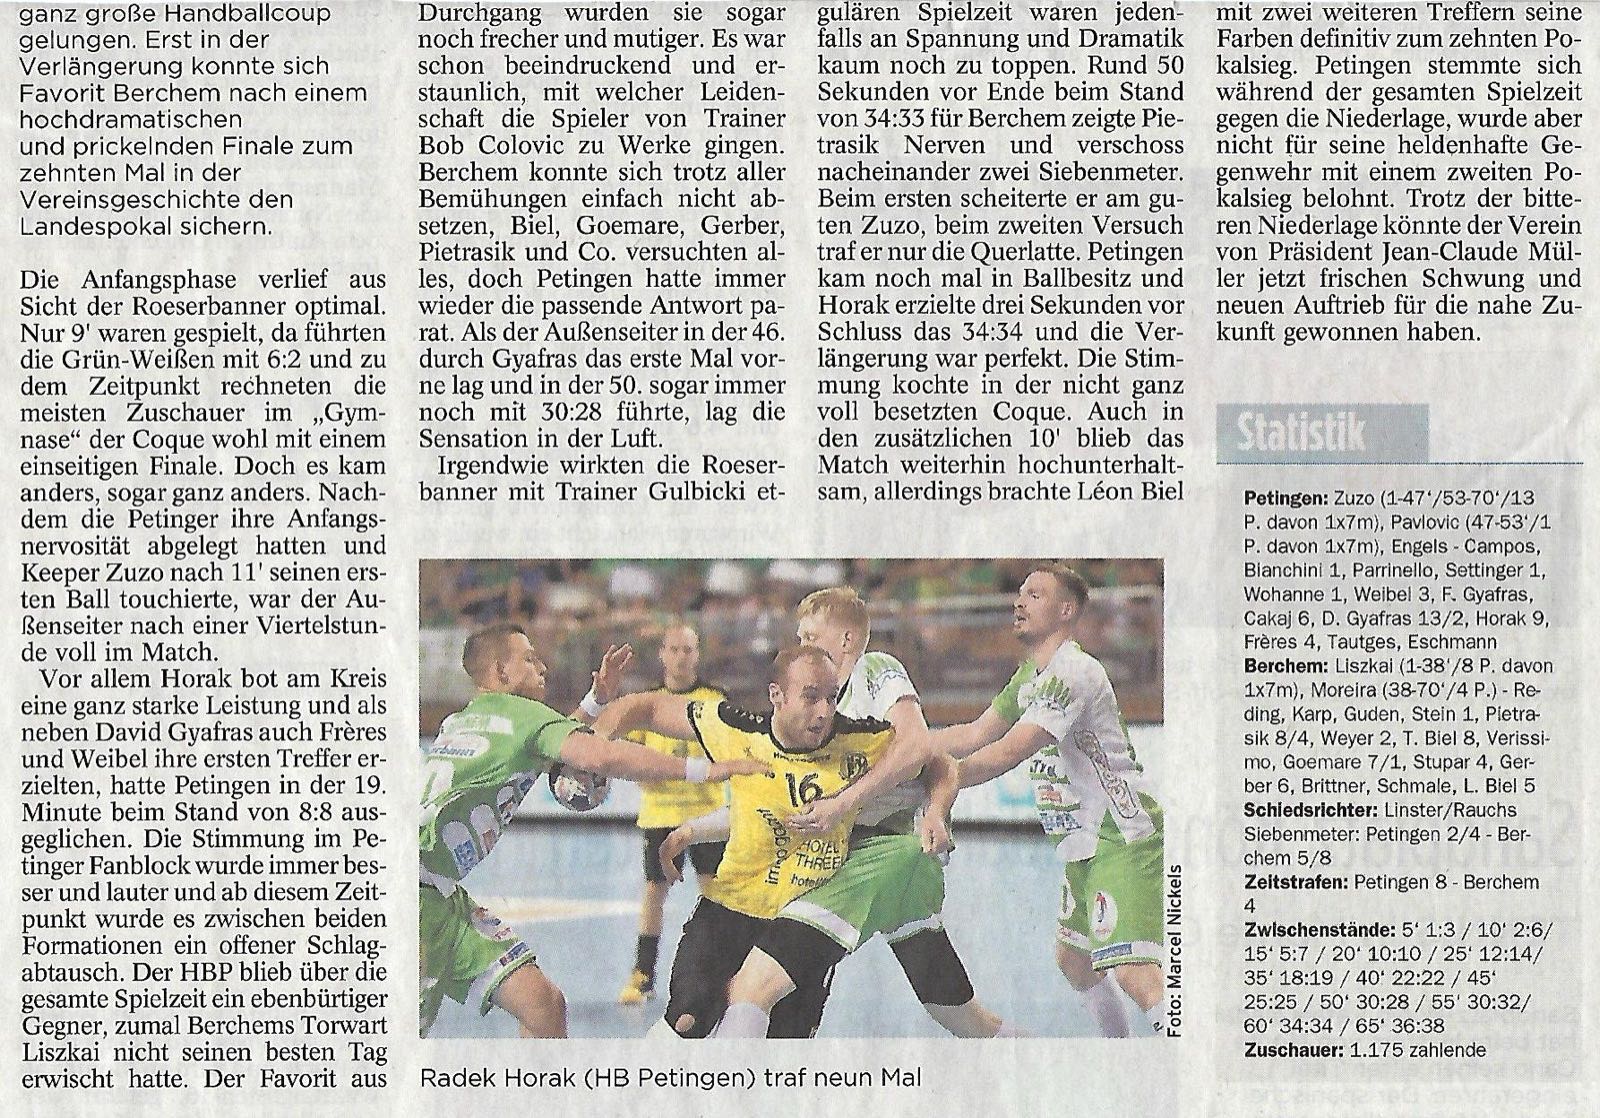 ganz große Handballcoup
gelungen. Erst in der
Verlängerung konnte sich
Favorit Berchem nach einem
hochdramatischen
und prickelnden Finale zum
zehnten Mal in der
Vereinsgeschichte den
Landespokal sichern.
Die Anfangsphase verlief aus
Sicht der Roeserbanner optimal.
Nur 9' waren gespielt, da führten
die Grün-Weißen mit 6:2 und zu
dem Zeitpunkt rechneten die
meisten Zuschauer im „Gym-
nase“ der Coque wohl mit einem
einseitigen Finale. Doch es kam
anders, sogar ganz anders. Nach-
dem die Petinger ihre Anfangs-
nervosität abgelegt hatten und
Keeper Zuzo nach 11' seinen ers-
ten Ball touchierte, war der Au-
ßenseiter nach einer Viertelstun-
de voll im Match.
Vor allem Horak bot am Kreis
eine ganz starke Leistung und als
neben David Gyafras auch Frères
und Weibel ihre ersten Treffer er-
zielten, hatte Petingen in der 19.
Minute beim Stand von 8:8 aus-
geglichen. Die Stimmung im Pe-
tinger Fanblock wurde immer bes-
ser und lauter und ab diesem Zeit-
punkt wurde es zwischen beiden
Formationen ein offener Schlag-
abtausch. Der HBP blieb über die
gesamte Spielzeit ein ebenbürtiger
Gegner, zumal Berchems Torwart
Liszkai nicht seinen besten Tag
erwischt hatte. Der Favorit aus
Durchgang wurden sie sogar
noch frecher und mutiger. Es war
schon beeindruckend und er-
staunlich, mit welcher Leiden-
schaft die Spieler von Trainer
Bob Colovic zu Werke gingen.
Berchem konnte sich trotz aller
Bemühungen einfach nicht ab-
setzen, Biel, Goemare, Gerber,
Pietrasik und Co. versuchten al-
les, doch Petingen hatte immer
wieder die passende Antwort pa-
rat. Als der Außenseiter in der 46.
durch Gyafras das erste Mal vor-
ne lag und in der 50. sogar immer
noch mit 30:28 führte, lag die
Sensation in der Luft.
Irgendwie wirkten die Roeser-
banner mit Trainer Gulbicki et-
gulären Spielzeit waren jeden-
falls an Spannung und Dramatik
kaum noch zu toppen. Rund 50
Sekunden vor Ende beim Stand
von 34:33 für Berchem zeigte Pie-
trasik Nerven und verschoss
nacheinander zwei Siebenmeter.
Beim ersten scheiterte er am gu-
ten Zuzo, beim zweiten Versuch
traf er nur die Querlatte. Petingen
kam noch mal in Ballbesitz und
Horak erzielte drei Sekunden vor
Schluss das 34:34 und die Ver-
längerung war perfekt. Die Stim-
mung kochte in der nicht ganz
voll besetzten Coque. Auch in
den zusätzlichen 10' blieb das
Match weiterhin hochunterhalt-
sam, allerdings brachte Léon Biel
mit zwei weiteren Treffern seine
Farben definitiv zum zehnten Po-
kalsieg. Petingen stemmte sich
während der gesamten Spielzeit
gegen die Niederlage, wurde aber
nicht für seine heldenhafte Ge-
genwehr mit einem zweiten Po-
kalsieg belohnt. Trotz der bitte-
ren Niederlage könnte der Verein
von Präsident Jean-Claude Mül-
ler jetzt frischen Schwung und
neuen Auftrieb für die nahe Zu-
kunft gewonnen haben.
16
HOTEL
THREE
hotel
Foto: Marcel Nickels
Radek Horak (HB Petingen) traf neun Mal
Statistik
Petingen: Zuzo (1-47'/53-70'/13
P. davon 1x7m), Pavlovic (47-53'/1
P. davon 1x7m), Engels - Campos,
Bianchini 1, Parrinello, Settinger 1,
Wohanne 1, Weibel 3, F. Gyafras,
Cakaj 6, D. Gyafras 13/2, Horak 9,
Frères 4, Tautges, Eschmann
Berchem: Liszkai (1-38'/8 P. davon
1x7m), Moreira (38-70'/4 P.) - Re-
ding, Karp, Guden, Stein 1, Pietra-
sik 8/4, Weyer 2, T. Biel 8, Verissi-
mo, Goemare 7/1, Stupar 4, Ger-
ber 6, Brittner, Schmale, L. Biel 5
Schiedsrichter: Linster/Rauchs
Siebenmeter: Petingen 2/4 - Ber-
chem 5/8
Zeitstrafen: Petingen 8 - Berchem
4
Zwischenstände: 5' 1:3 / 10' 2:6/
15' 5:7 / 20' 10:10 / 25' 12:14/
35' 18:19 / 40' 22:22 / 45'
25:25 / 50' 30:28 / 55' 30:32/
60' 34:34 / 65' 36:38
Zuschauer: 1.175 zahlende